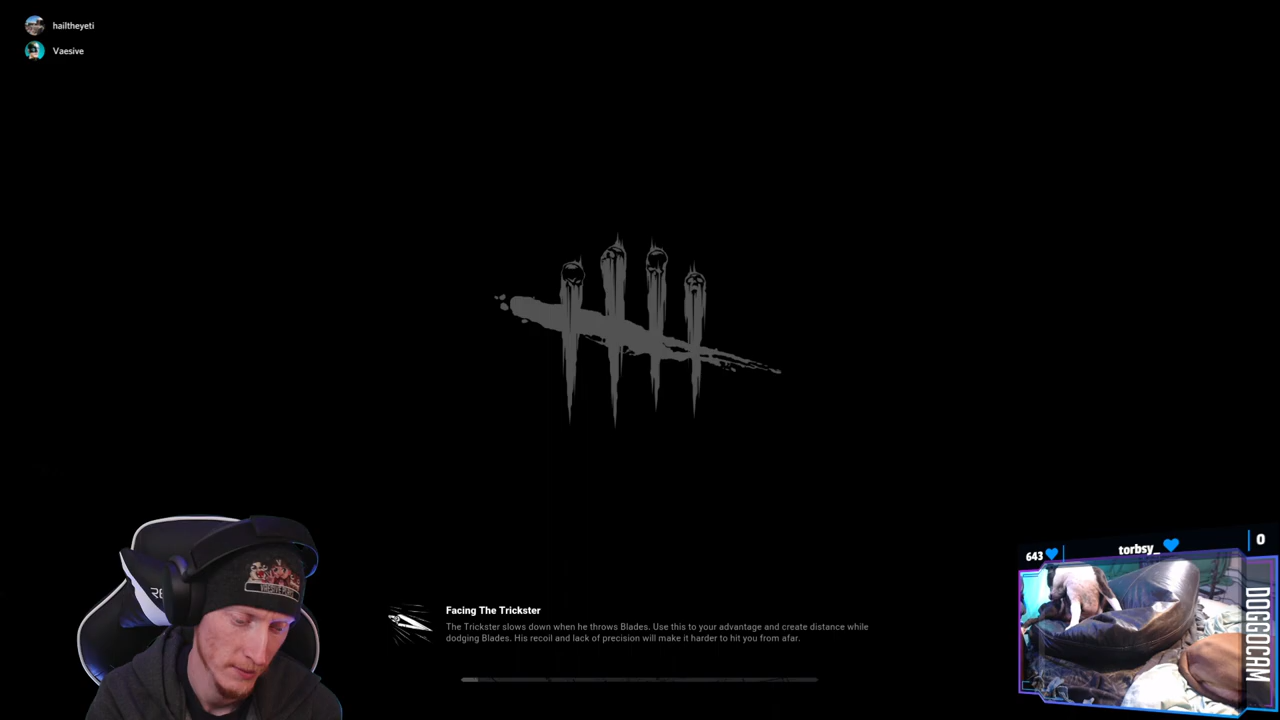 hailtheyeti
Vaesive
643
torbsy_
0
DOGGOCAM
Facing The Trickster
The Trickster slows down when he throws Blades. Use this to your advantage and create distance while
dodging Blades. His recoil and lack of precision will make it harder to hit you from afar.